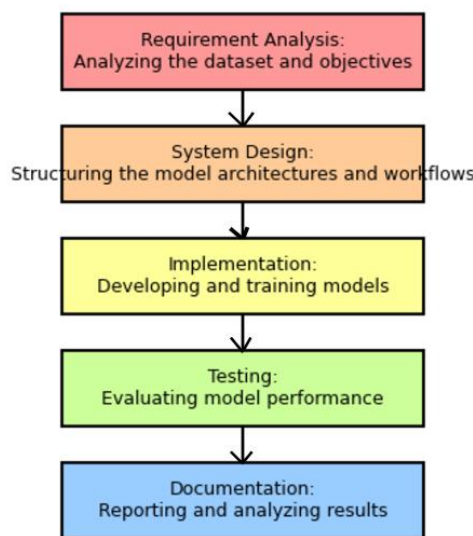 Requirement Analysis:
Analyzing the dataset and objectives
System Design:
Structuring the model architectures and workflows
Implementation:
Developing and training models
Testing:
Evaluating model performance
Documentation:
Reporting and analyzing results